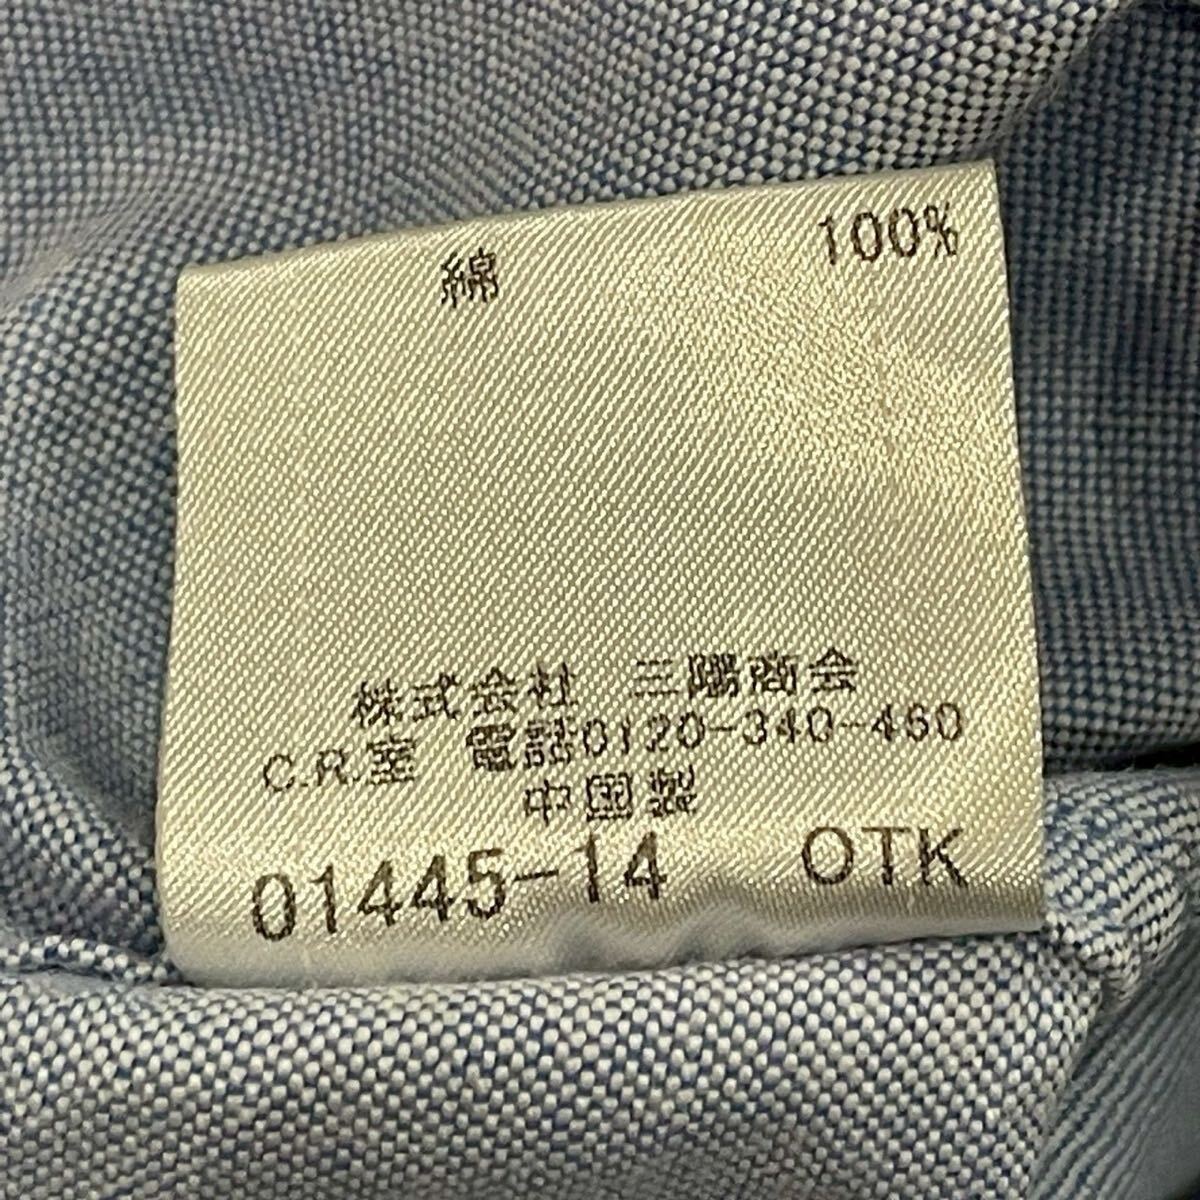 綿 100%
株式会社 三陽商会
C.R.室 電話0120-340-460
中国製
01445-14 OTK